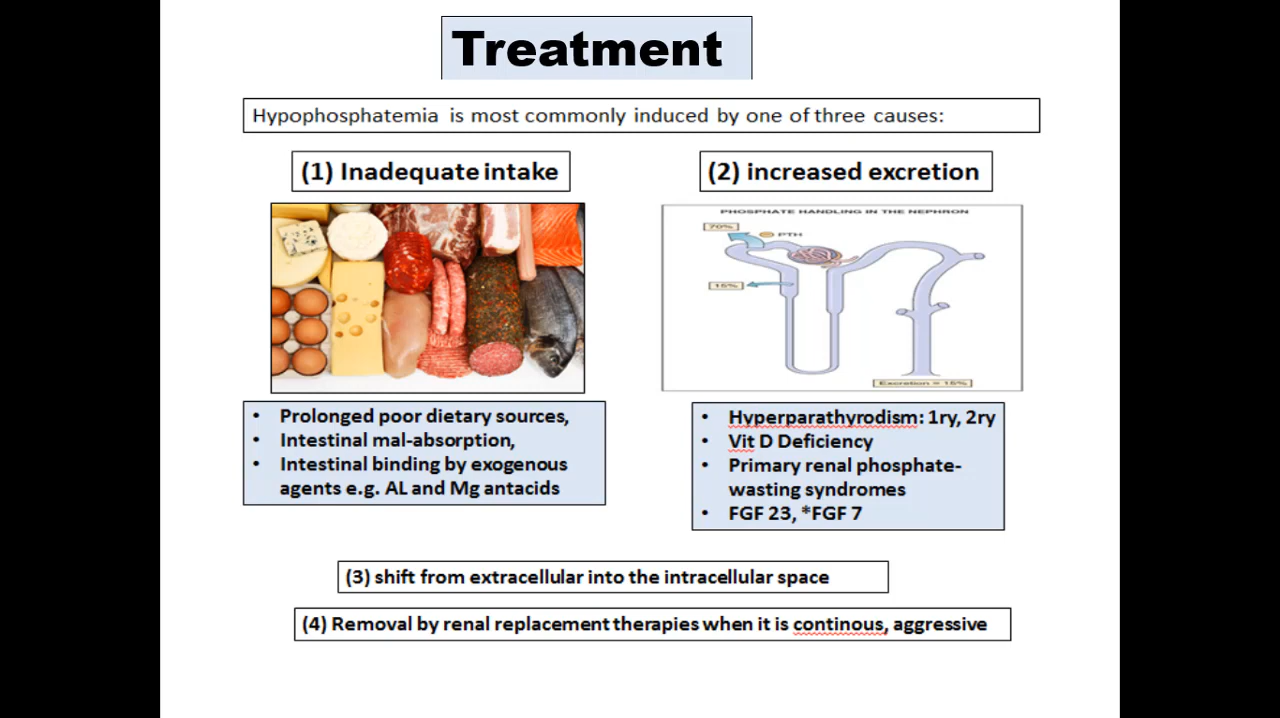 Treatment
Hypophosphatemia is most commonly induced by one of three causes:
(1) Inadequate intake
(2) increased excretion
PHOSPHATE HANDLING IN THE NEPHRON
70%
PTH
15%
Excretion = 15%
• Prolonged poor dietary sources,
• Intestinal mal-absorption,
• Intestinal binding by exogenous
agents e.g. AL and Mg antacids
• Hyperparathyrodism: 1ry, 2ry
• Vit D Deficiency
• Primary renal phosphate-
wasting syndromes
• FGF 23, *FGF 7
(3) shift from extracellular into the intracellular space
(4) Removal by renal replacement therapies when it is continous, aggressive